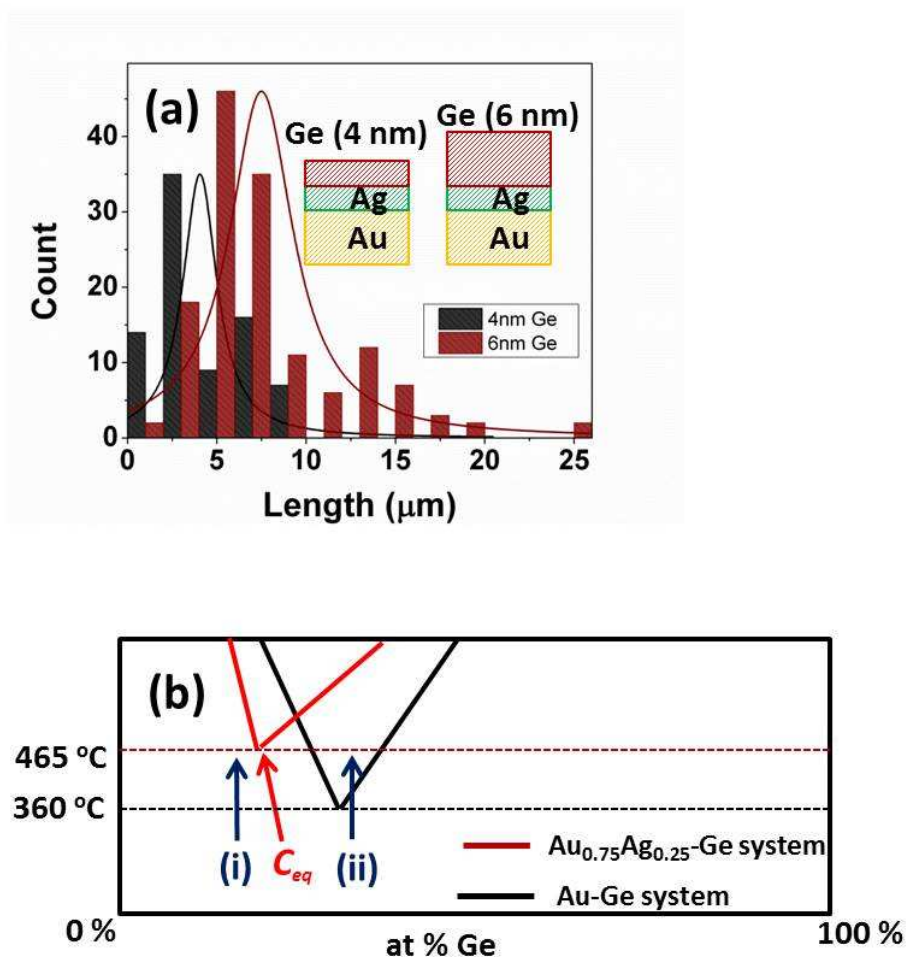 (a)
Ge (4 nm)
Ge (6 nm)
Ag
Ag
Au
Au
4nm Ge
6nm Ge
Count
40
30
20
10
0
0 5 10 15 20 25
Length (μm)
(b)
465 °C
360 °C
(i)
Ceq
(ii)
Au0.75Ag0.25-Ge system
Au-Ge system
0 %
at % Ge
100 %